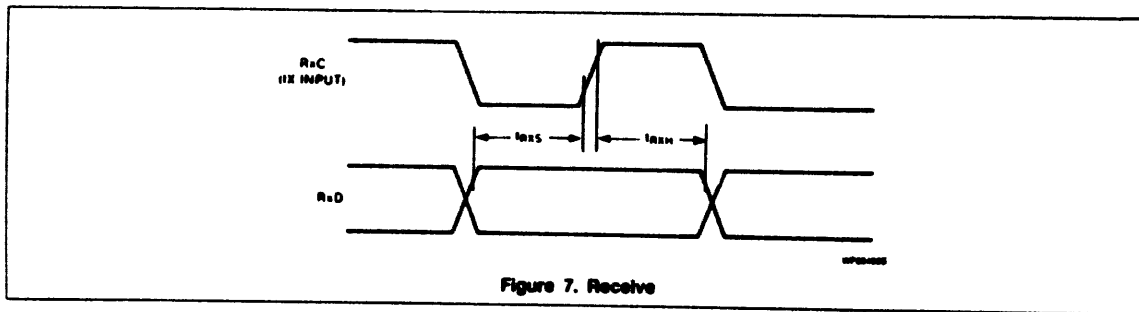 RxC
(1X INPUT)
tRXS
tRXH
RxD
Figure 7. Receive